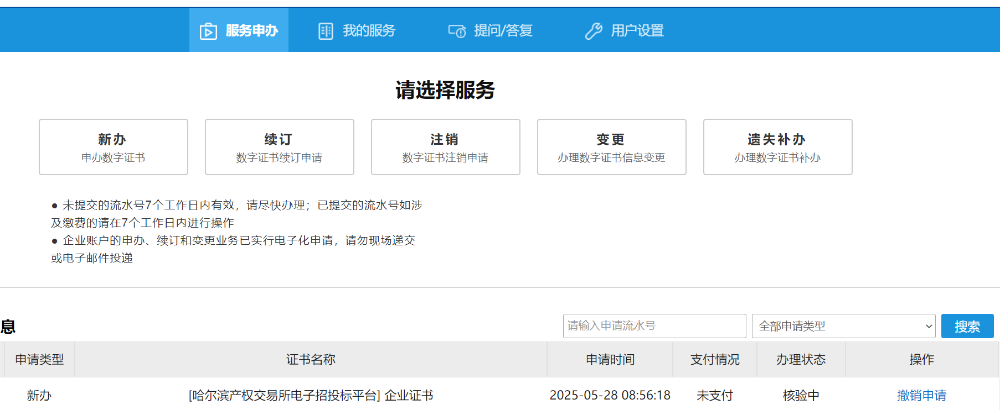 服务申办 我的服务 提问/答复 用户设置
请选择服务
新办 续订 注销 变更 遗失补办
申办数字证书 数字证书续订申请 数字证书注销申请 办理数字证书信息变更 办理数字证书补办
● 未提交的流水号7个工作日内有效，请尽快办理；已提交的流水号如涉
及缴费的请在7个工作日内进行操作
● 企业账户的申办、续订和变更业务已实行电子化申请，请勿现场递交
或电子邮件投递
息 请输入申请流水号 全部申请类型 搜索
申请类型 证书名称 申请时间 支付情况 办理状态 操作
新办 [哈尔滨产权交易所电子招投标平台] 企业证书 2025-05-28 08:56:18 未支付 核验中 撤销申请